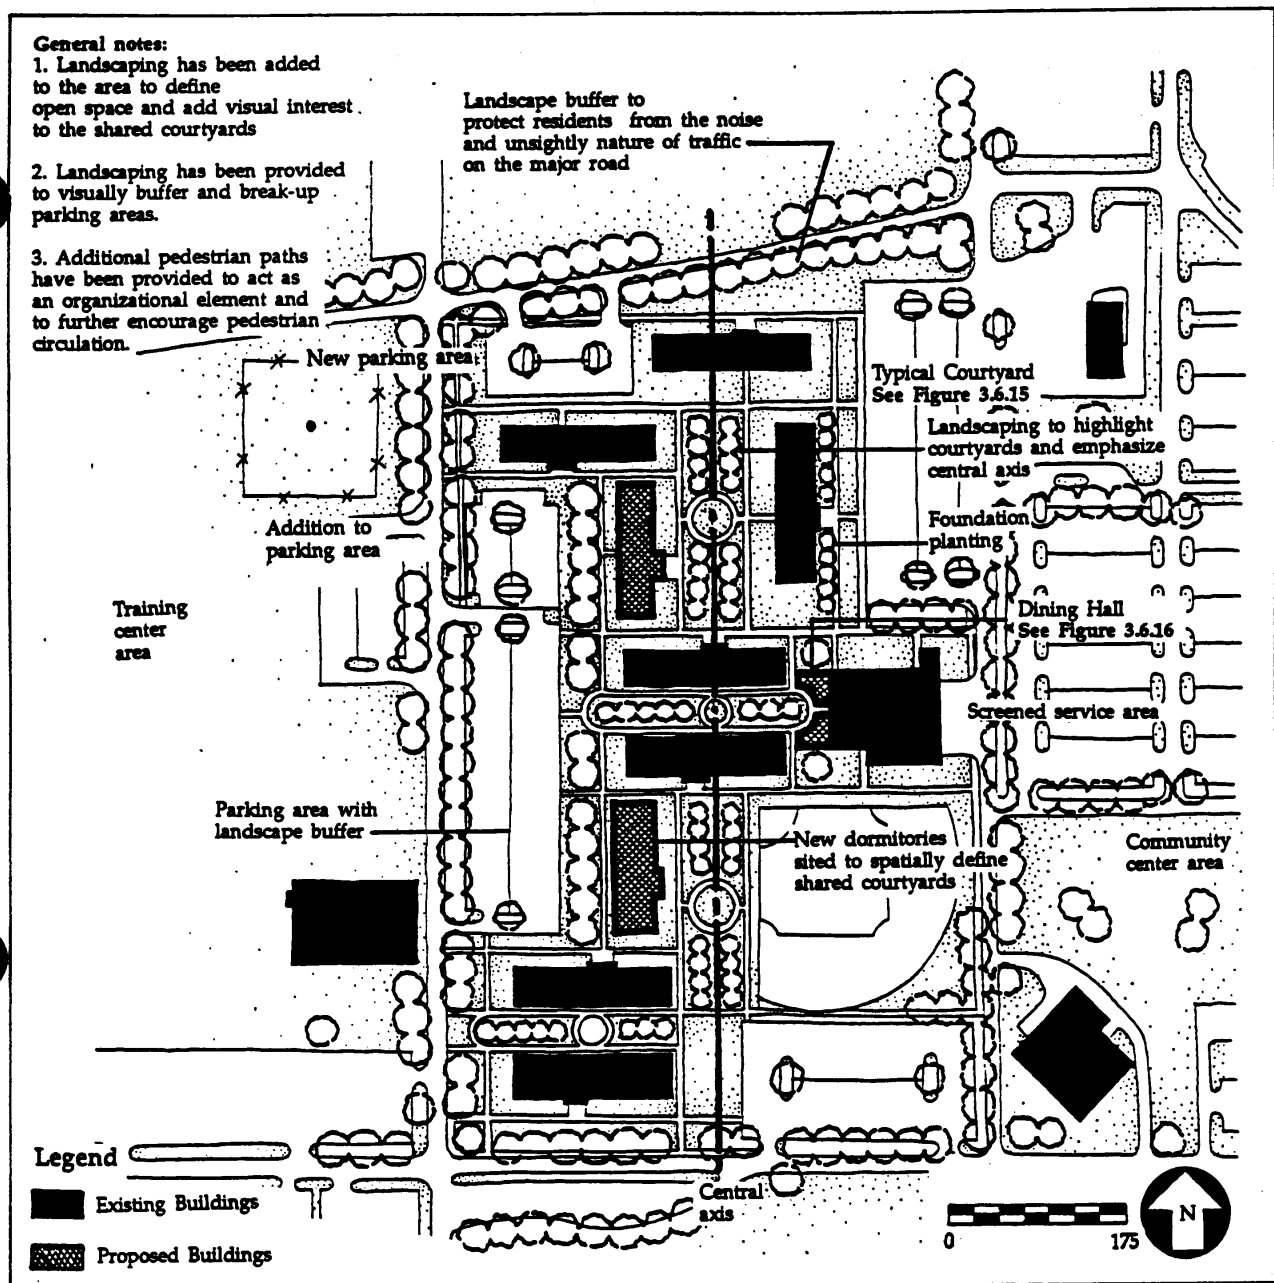 General notes:
1. Landscaping has been added
to the area to define
open space and add visual interest
to the shared courtyards
2. Landscaping has been provided
to visually buffer and break-up
parking areas.
3. Additional pedestrian paths
have been provided to act as
an organizational element and
to further encourage pedestrian
circulation.
Landscape buffer to
protect residents from the noise
and unsightly nature of traffic
on the major road
New parking area
Typical Courtyard
See Figure 3.6.15
Landscaping to highlight
courtyards and emphasize
central axis
Addition to
parking area
Foundation
planting
Training
center
area
Dining Hall
See Figure 3.6.16
Screened service area
Parking area with
landscape buffer
New dormitories
sited to spatially define
shared courtyards
Community
center area
Legend
Existing Buildings
Proposed Buildings
Central
axis
0 175
N